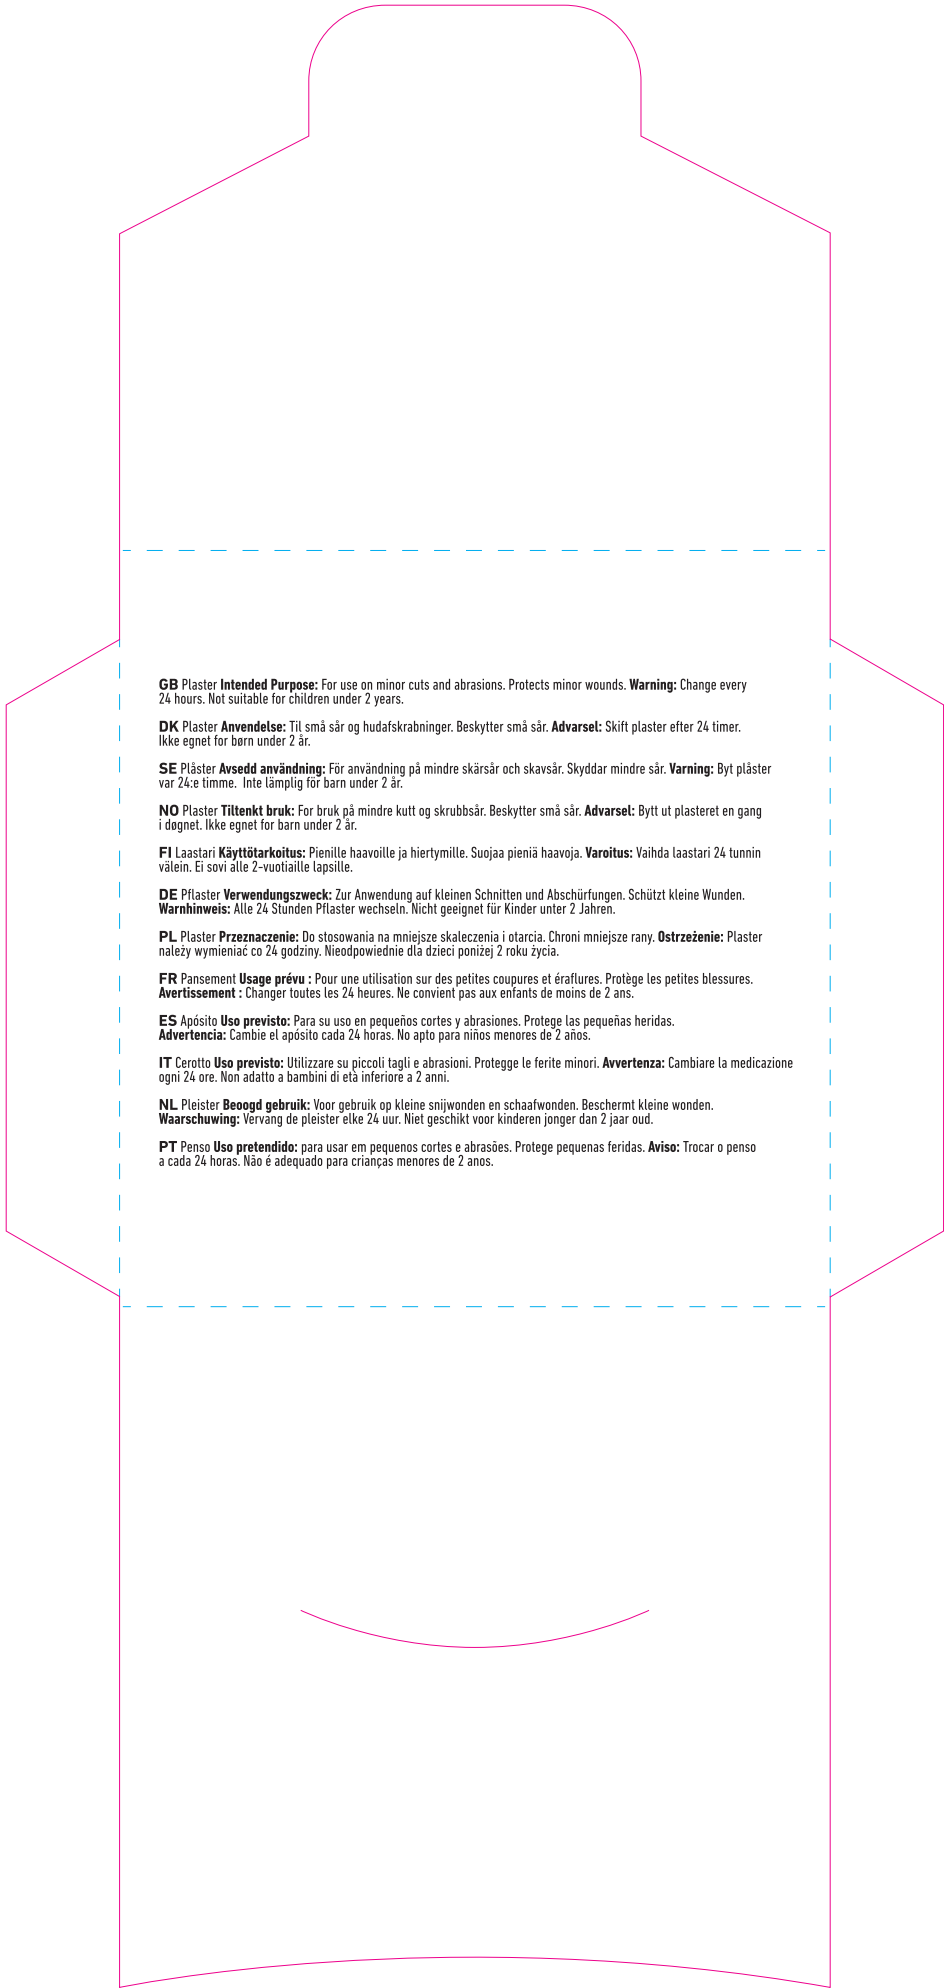 GB Plaster Intended Purpose: For use on minor cuts and abrasions. Protects minor wounds. Warning: Change every
24 hours. Not suitable for children under 2 years.
DK Plaster Anvendelse: Til små sår og hudafskrabninger. Beskytter små sår. Advarsel: Skift plaster efter 24 timer.
Ikke egnet for børn under 2 år.
SE Plåster Avsedd användning: För användning på mindre skärsår och skavsår. Skyddar mindre sår. Varning: Byt plåster
var 24:e timme. Inte lämplig för barn under 2 år.
NO Plaster Tiltenkt bruk: For bruk på mindre kutt og skrubbsår. Beskytter små sår. Advarsel: Bytt ut plasteret en gang
i døgnet. Ikke egnet for barn under 2 år.
FI Laastari Käyttötarkoitus: Pienille haavoille ja hiertymille. Suojaa pieniä haavoja. Varoitus: Vaihda laastari 24 tunnin
välein. Ei sovi alle 2-vuotiaille lapsille.
DE Pflaster Verwendungszweck: Zur Anwendung auf kleinen Schnitten und Abschürfungen. Schützt kleine Wunden.
Warnhinweis: Alle 24 Stunden Pflaster wechseln. Nicht geeignet für Kinder unter 2 Jahren.
PL Plaster Przeznaczenie: Do stosowania na mniejsze skaleczenia i otarcia. Chroni mniejsze rany. Ostrzeżenie: Plaster
należy wymieniać co 24 godziny. Nieodpowiednie dla dzieci poniżej 2 roku życia.
FR Pansement Usage prévu : Pour une utilisation sur des petites coupures et éraflures. Protège les petites blessures.
Avertissement : Changer toutes les 24 heures. Ne convient pas aux enfants de moins de 2 ans.
ES Apósito Uso previsto: Para su uso en pequeños cortes y abrasiones. Protege las pequeñas heridas.
Advertencia: Cambie el apósito cada 24 horas. No apto para niños menores de 2 años.
IT Cerotto Uso previsto: Utilizzare su piccoli tagli e abrasioni. Protegge le ferite minori. Avvertenza: Cambiare la medicazione
ogni 24 ore. Non adatto a bambini di età inferiore a 2 anni.
NL Pleister Beoogd gebruik: Voor gebruik op kleine snijwonden en schaafwonden. Beschermt kleine wonden.
Waarschuwing: Vervang de pleister elke 24 uur. Niet geschikt voor kinderen jonger dan 2 jaar oud.
PT Penso Uso pretendido: para usar em pequenos cortes e abrasões. Protege pequenas feridas. Aviso: Trocar o penso
a cada 24 horas. Não é adequado para crianças menores de 2 anos.